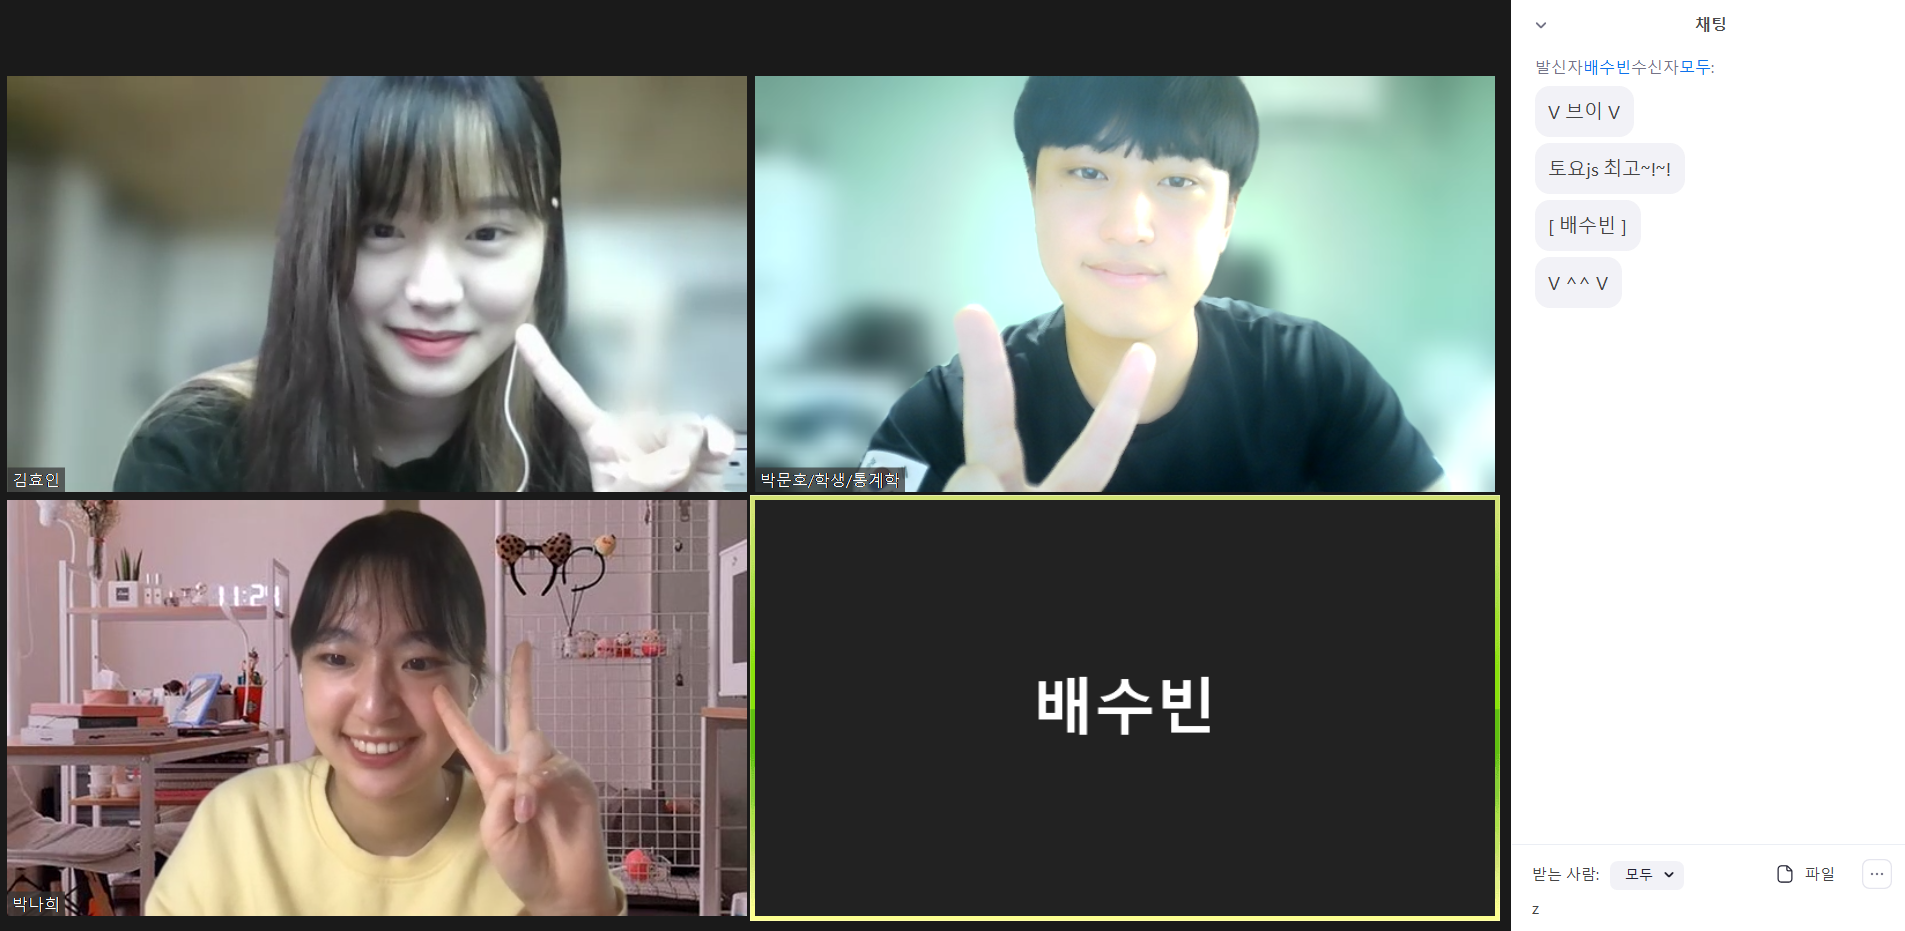 김효인
박문호/학생/통계학
11:24
박나희
배수빈
채팅
발신자배수빈수신자모두:
V 브이 V
토요js 최고~!~!
[ 배수빈 ]
V ^^ V
받는 사람: 모두 파일 ...
z